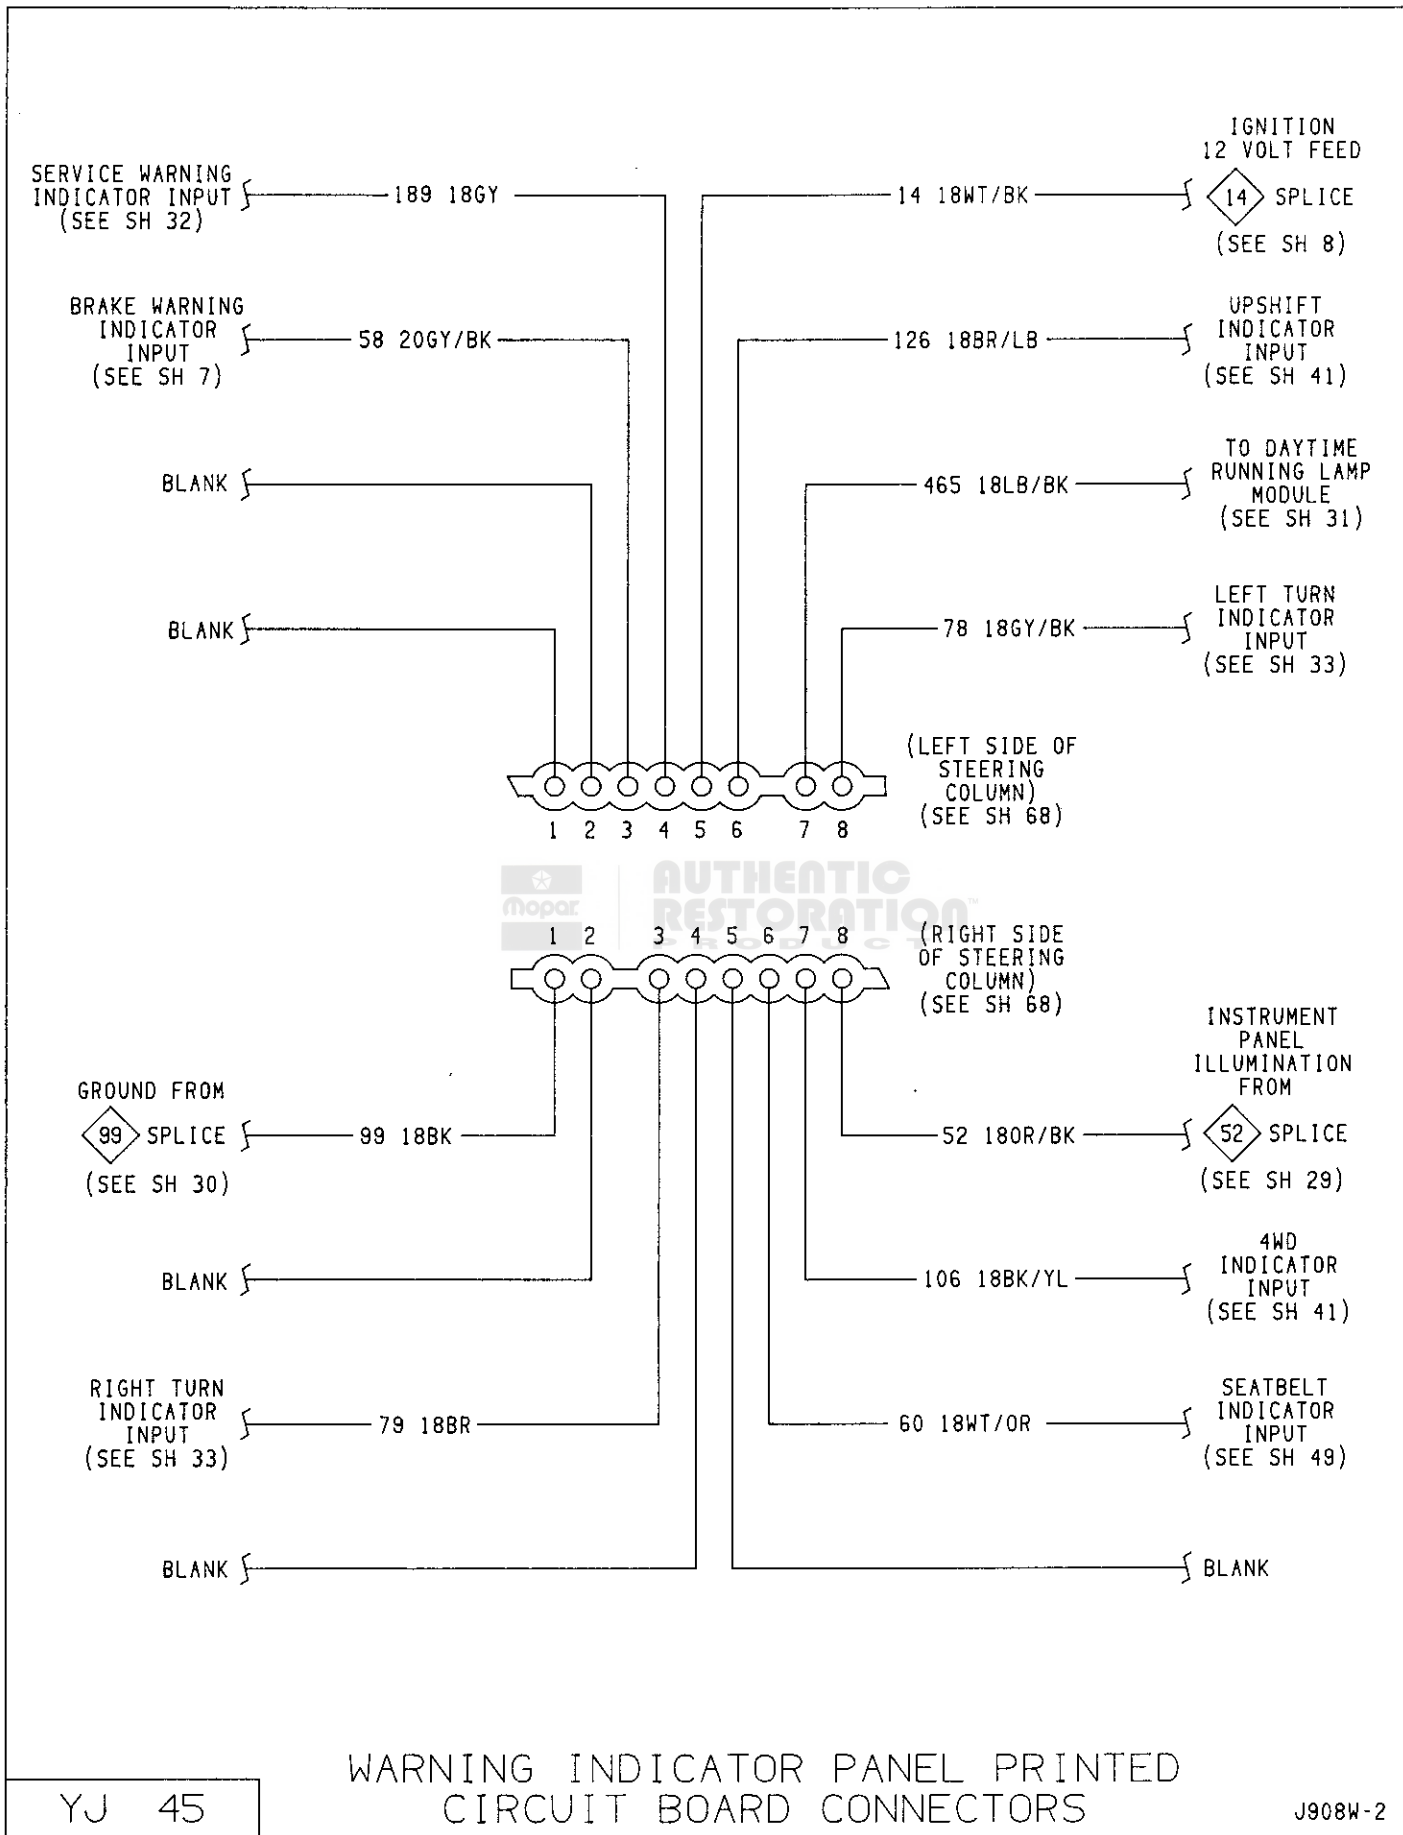 SERVICE WARNING
INDICATOR INPUT
(SEE SH 32)
189 18GY
14 18WT/BK
IGNITION
12 VOLT FEED
14 SPLICE
(SEE SH 8)
BRAKE WARNING
INDICATOR
INPUT
(SEE SH 7)
58 20GY/BK
126 18BR/LB
UPSHIFT
INDICATOR
INPUT
(SEE SH 41)
BLANK
465 18LB/BK
TO DAYTIME
RUNNING LAMP
MODULE
(SEE SH 31)
BLANK
78 18GY/BK
LEFT TURN
INDICATOR
INPUT
(SEE SH 33)
(LEFT SIDE OF
STEERING
COLUMN)
(SEE SH 68)
1 2 3 4 5 6 7 8
Mopar.
AUTHENTIC
RESTORATION™
PRODUCT
1 2 3 4 5 6 7 8
(RIGHT SIDE
OF STEERING
COLUMN)
(SEE SH 68)
GROUND FROM
99 SPLICE
(SEE SH 30)
99 18BK
52 18OR/BK
INSTRUMENT
PANEL
ILLUMINATION
FROM
52 SPLICE
(SEE SH 29)
BLANK
106 18BK/YL
4WD
INDICATOR
INPUT
(SEE SH 41)
RIGHT TURN
INDICATOR
INPUT
(SEE SH 33)
79 18BR
60 18WT/OR
SEATBELT
INDICATOR
INPUT
(SEE SH 49)
BLANK
BLANK
YJ 45
WARNING INDICATOR PANEL PRINTED
CIRCUIT BOARD CONNECTORS
J908W-2